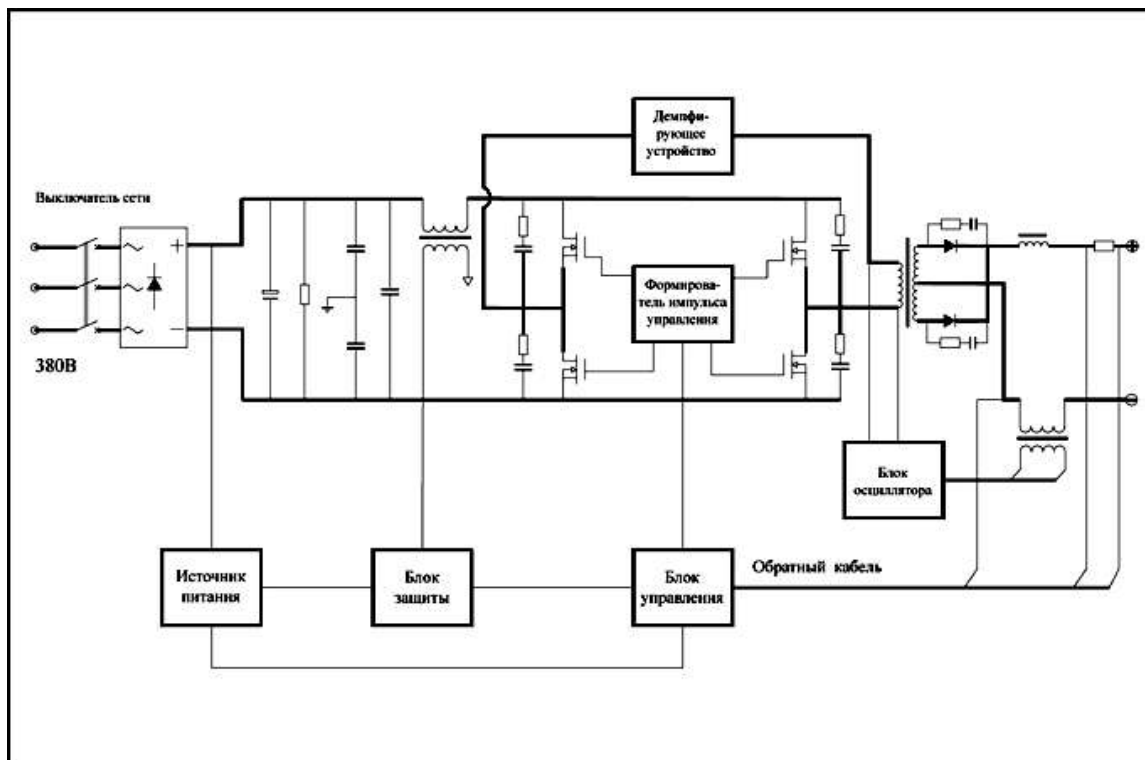 Демпфи-
рующее
устройство
Выключатель сети
+
−
380В
Формирова-
тель импульса
управления
Блок
осциллятора
Источник
питания
Блок
защиты
Блок
управления
Обратный кабель